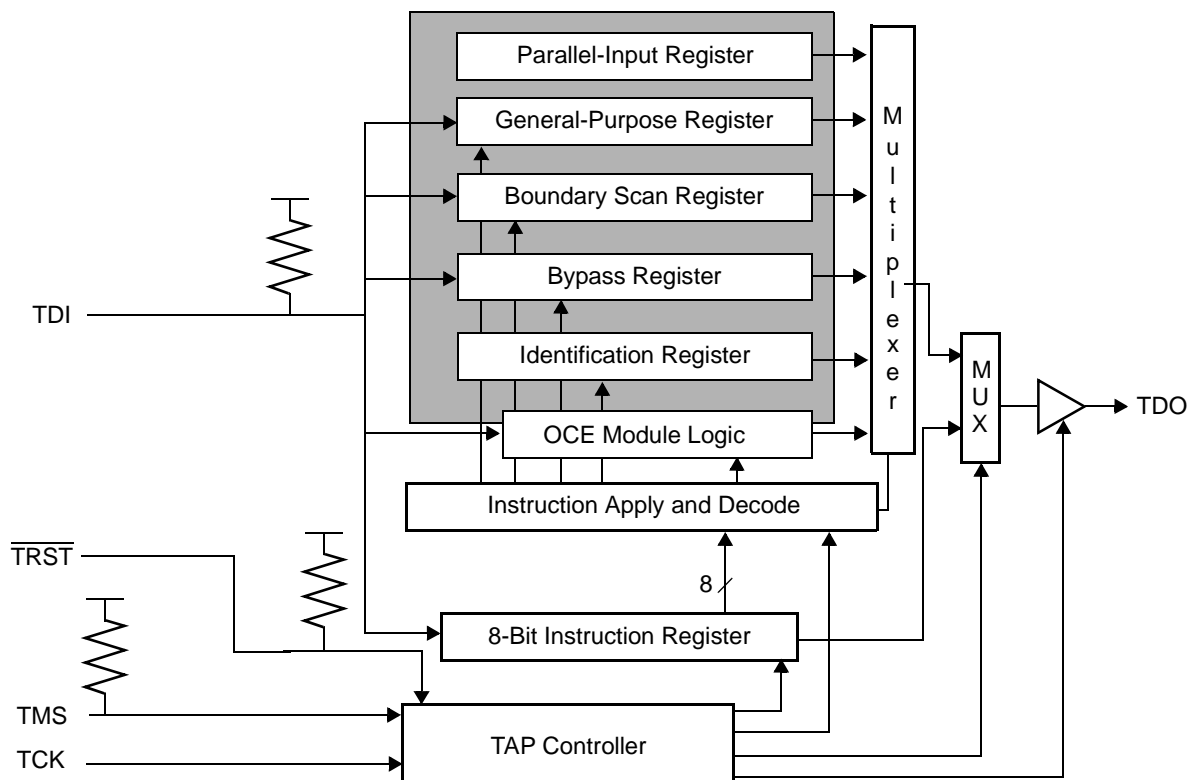 Parallel-Input Register
General-Purpose Register
Boundary Scan Register
Bypass Register
Identification Register
OCE Module Logic
Instruction Apply and Decode
Multiplexer
MUX
TDI
TDO
TRST
8
8-Bit Instruction Register
TMS
TCK
TAP Controller